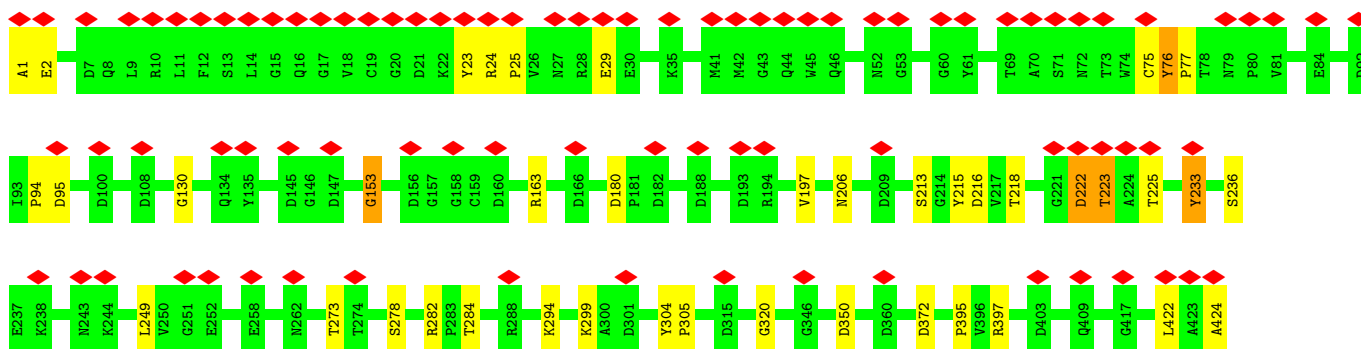 A1 E2 D7 Q8 L9 R10 L11 F12 S13 L14 G15 Q16 G17 V18 C19 G20 D21 K22 Y23 R24 P25 V26 N27 R28 E29 E30 K35 M41 M42 G43 Q44 W45 Q46 N52 G53 G60 Y61 T69 A70 S71 N72 T73 W74 C75 Y76 P77 T78 N79 P80 V81 E84
I93 P94 D95 D100 D108 G130 Q134 Y135 D145 G146 D147 G153 D156 G157 G158 C159 D160 R163 D166 D180 P181 D182 D188 D193 R194 V197 N206 D209 S213 G214 Y215 D216 V217 T218 G221 D222 T223 A224 T225 Y233 S236
E237 K238 N243 K244 L249 V250 G251 E252 E258 N262 T273 T274 S278 R282 P283 T284 R288 K294 K299 A300 D301 Y304 P305 D315 G320 G346 D350 D360 D372 P395 V396 R397 D403 Q409 G417 L422 A423 A424